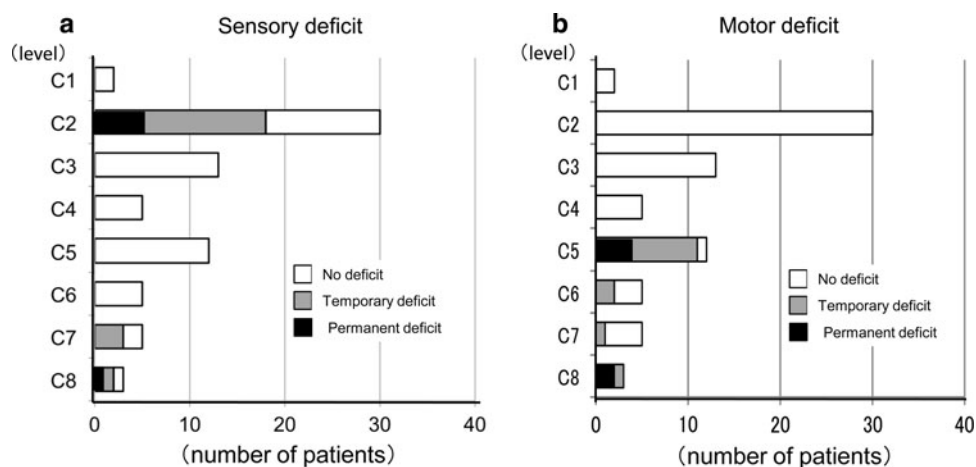 a Sensory deficit
(level)
C1
C2
C3
C4
C5
C6
C7
C8
No deficit
Temporary deficit
Permanent deficit
0 10 20 30 40
(number of patients)
b Motor deficit
(level)
C1
C2
C3
C4
C5
C6
C7
C8
No deficit
Temporary deficit
Permanent deficit
0 10 20 30 40
(number of patients)